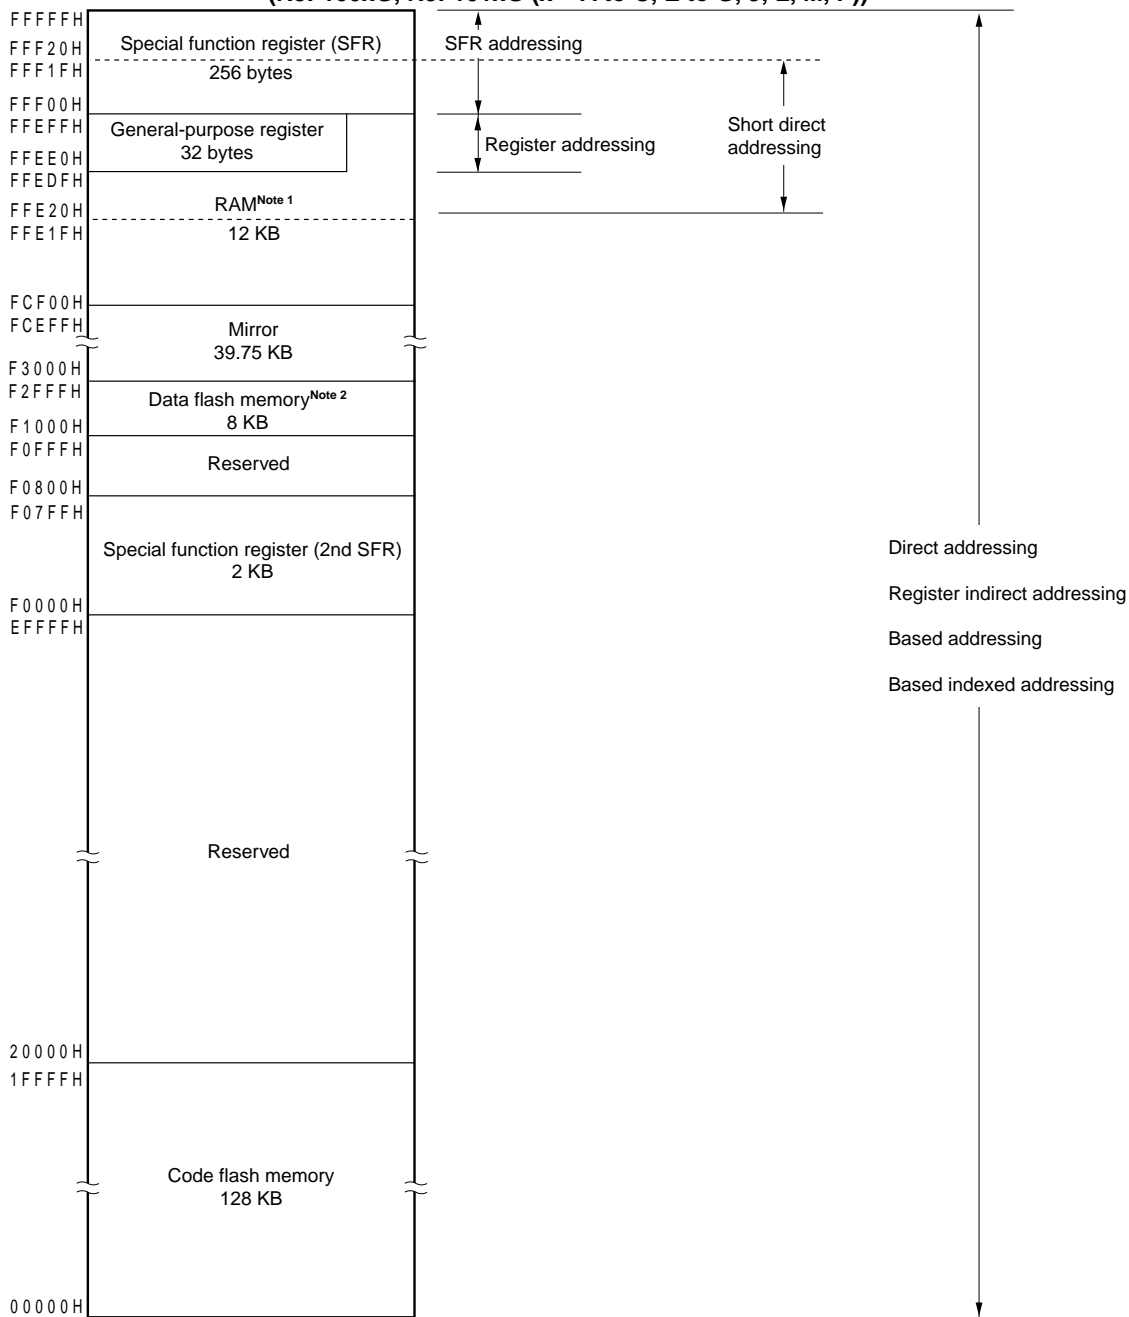 FFFFFH
FFF20H
FFF1FH
FFF00H
FFEFFH
FFEE0H
FFEDFH
FFE20H
FFE1FH
FCF00H
FCEFFH
F3000H
F2FFFH
F1000H
F0FFFH
F0800H
F07FFH
F0000H
EFFFFH
20000H
1FFFFH
00000H
Special function register (SFR)
256 bytes
General-purpose register
32 bytes
RAM Note 1
12 KB
Mirror
39.75 KB
Data flash memory Note 2
8 KB
Reserved
Special function register (2nd SFR)
2 KB
Reserved
Code flash memory
128 KB
SFR addressing
Register addressing
Short direct
addressing
Direct addressing
Register indirect addressing
Based addressing
Based indexed addressing